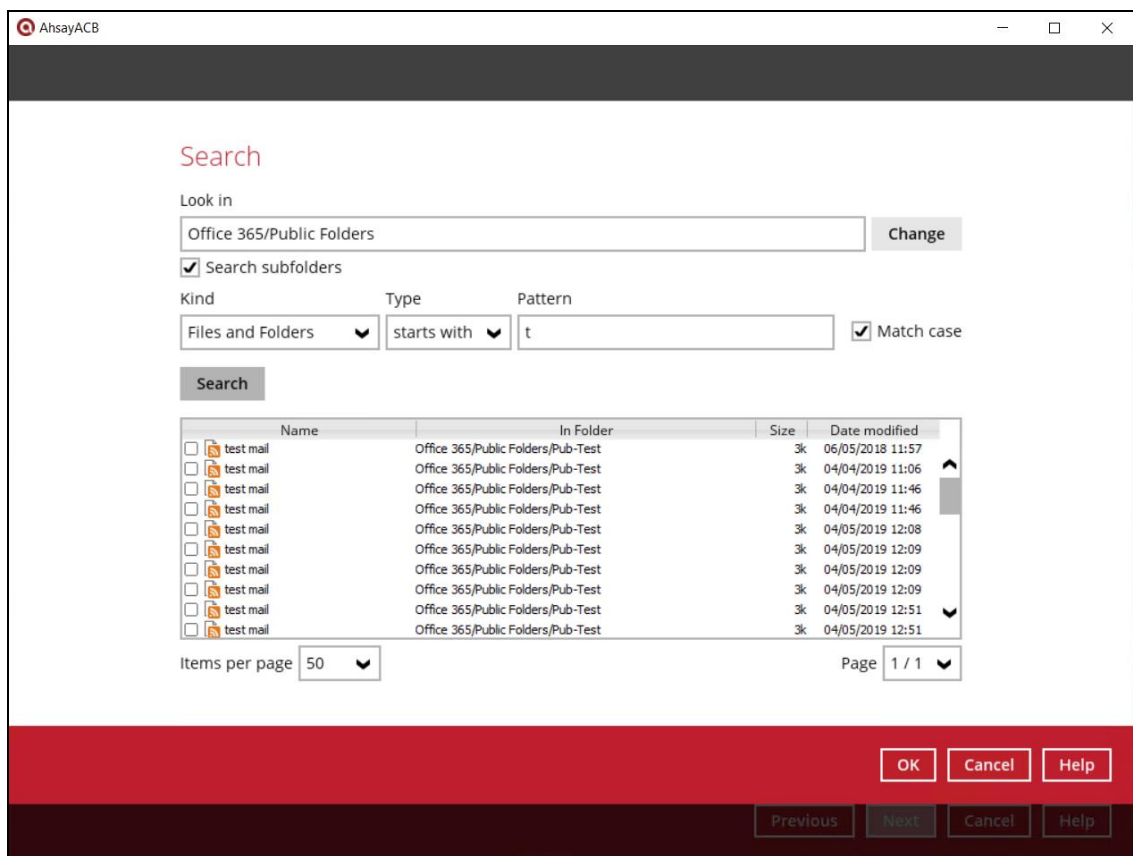 AhsayACB
Search
Look in
Office 365/Public Folders
Change
Search subfolders
Kind Type Pattern
Files and Folders starts with t Match case
Search
Name In Folder Size Date modified
test mail Office 365/Public Folders/Pub-Test 3k 06/05/2018 11:57
test mail Office 365/Public Folders/Pub-Test 3k 04/04/2019 11:06
test mail Office 365/Public Folders/Pub-Test 3k 04/04/2019 11:46
test mail Office 365/Public Folders/Pub-Test 3k 04/04/2019 11:46
test mail Office 365/Public Folders/Pub-Test 3k 04/05/2019 12:08
test mail Office 365/Public Folders/Pub-Test 3k 04/05/2019 12:09
test mail Office 365/Public Folders/Pub-Test 3k 04/05/2019 12:09
test mail Office 365/Public Folders/Pub-Test 3k 04/05/2019 12:09
test mail Office 365/Public Folders/Pub-Test 3k 04/05/2019 12:51
test mail Office 365/Public Folders/Pub-Test 3k 04/05/2019 12:51
Items per page 50 Page 1 / 1
OK Cancel Help
Previous Next Cancel Help